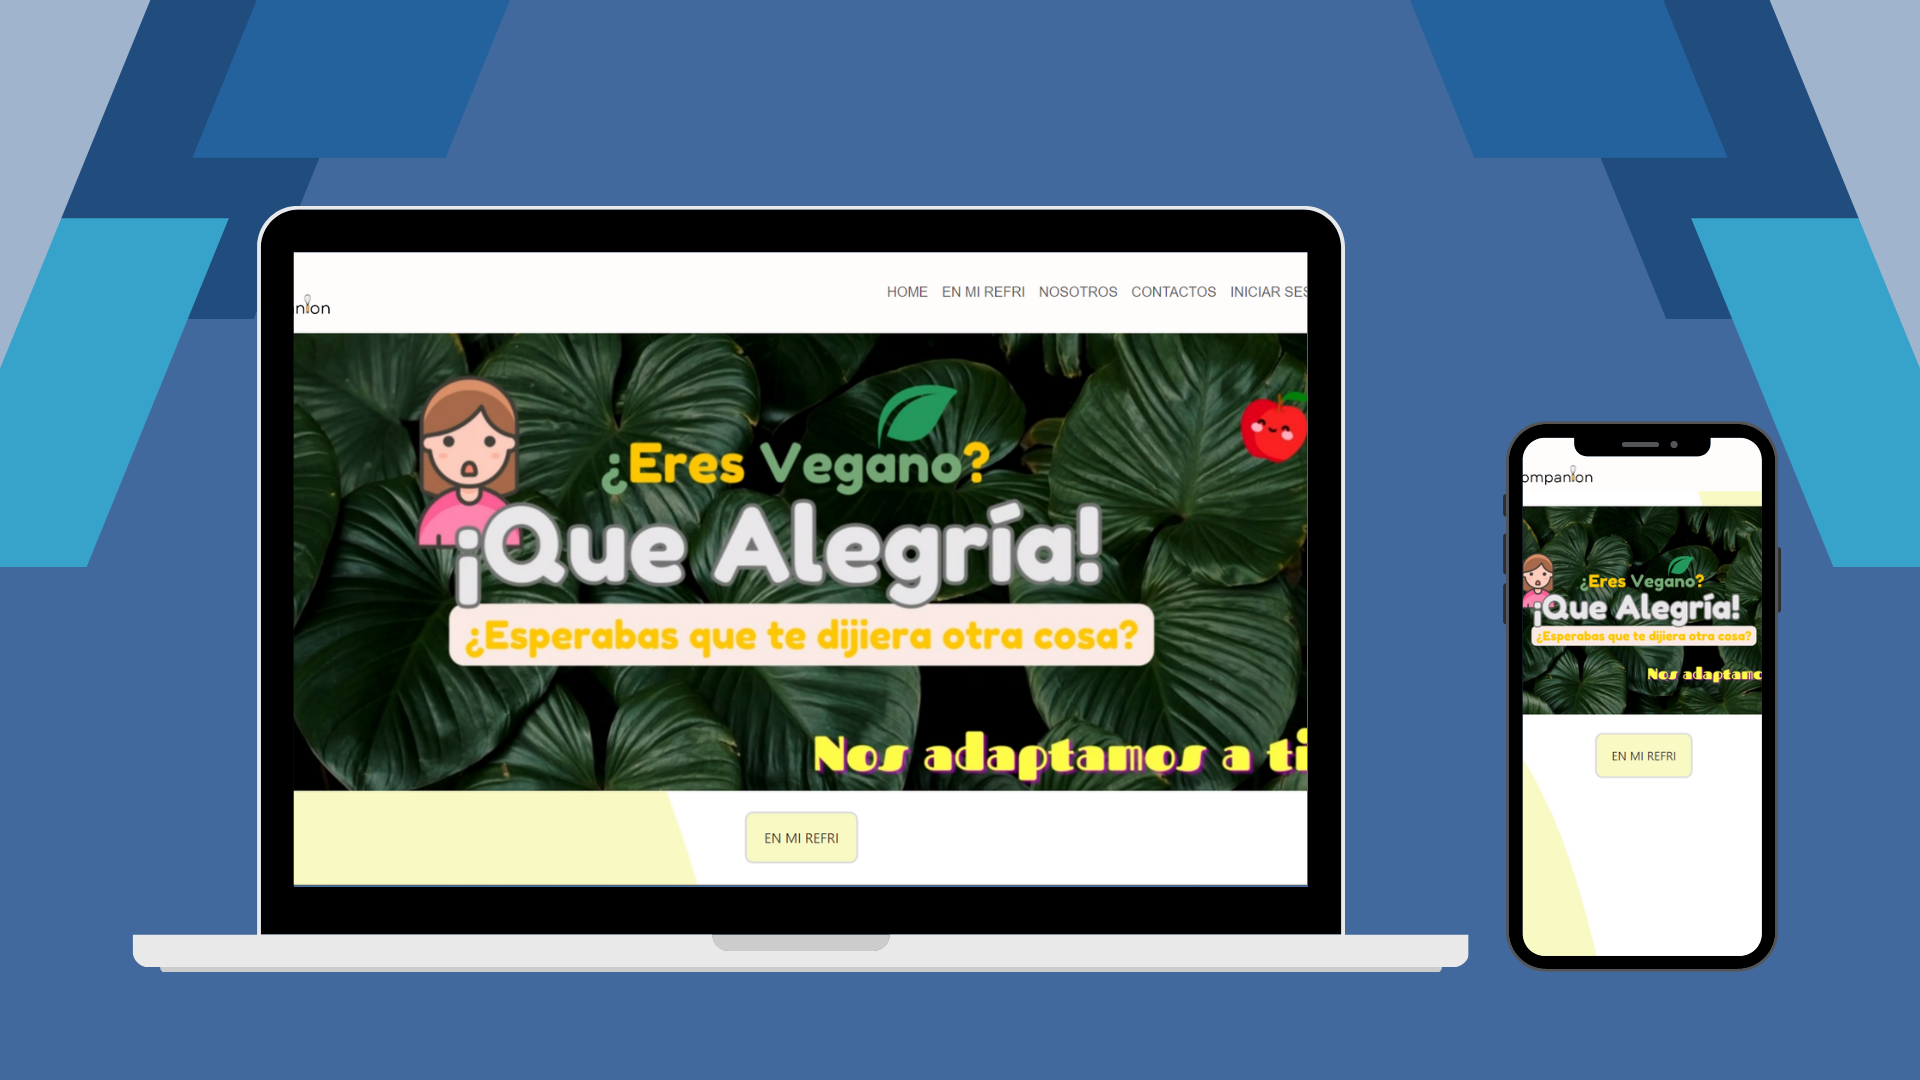 nion
HOME EN MI REFRI NOSOTROS CONTACTOS INICIAR SES
¿Eres Vegano?
¡Que Alegría!
¿Esperabas que te dijiera otra cosa?
Nos adaptamos a ti
EN MI REFRI
ompanion
¿Eres Vegano?
¡Que Alegría!
¿Esperabas que te dijiera otra cosa?
Nos adaptamo
EN MI REFRI